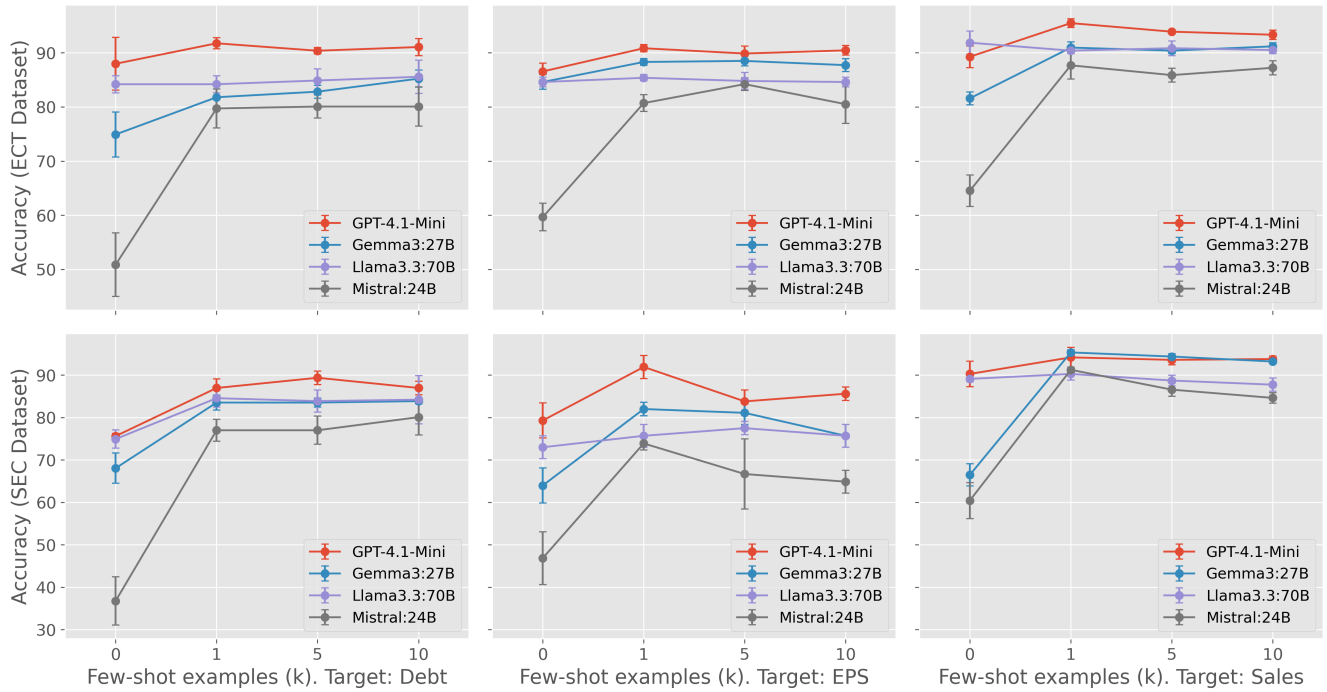 Accuracy (ECT Dataset)
90
80
70
60
50
GPT-4.1-Mini
Gemma3:27B
Llama3.3:70B
Mistral:24B
GPT-4.1-Mini
Gemma3:27B
Llama3.3:70B
Mistral:24B
GPT-4.1-Mini
Gemma3:27B
Llama3.3:70B
Mistral:24B
Accuracy (SEC Dataset)
90
80
70
60
50
40
30
GPT-4.1-Mini
Gemma3:27B
Llama3.3:70B
Mistral:24B
0 1 5 10
Few-shot examples (k). Target: Debt
GPT-4.1-Mini
Gemma3:27B
Llama3.3:70B
Mistral:24B
0 1 5 10
Few-shot examples (k). Target: EPS
GPT-4.1-Mini
Gemma3:27B
Llama3.3:70B
Mistral:24B
0 1 5 10
Few-shot examples (k). Target: Sales